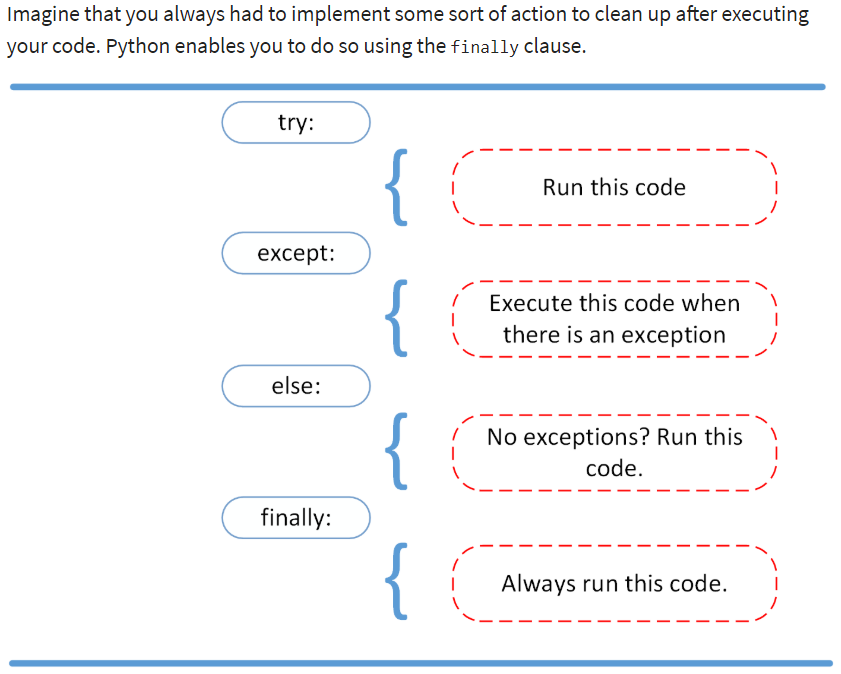 Imagine that you always had to implement some sort of action to clean up after executing
your code. Python enables you to do so using the finally clause.
try:
Run this code
except:
Execute this code when
there is an exception
else:
No exceptions? Run this
code.
finally:
Always run this code.